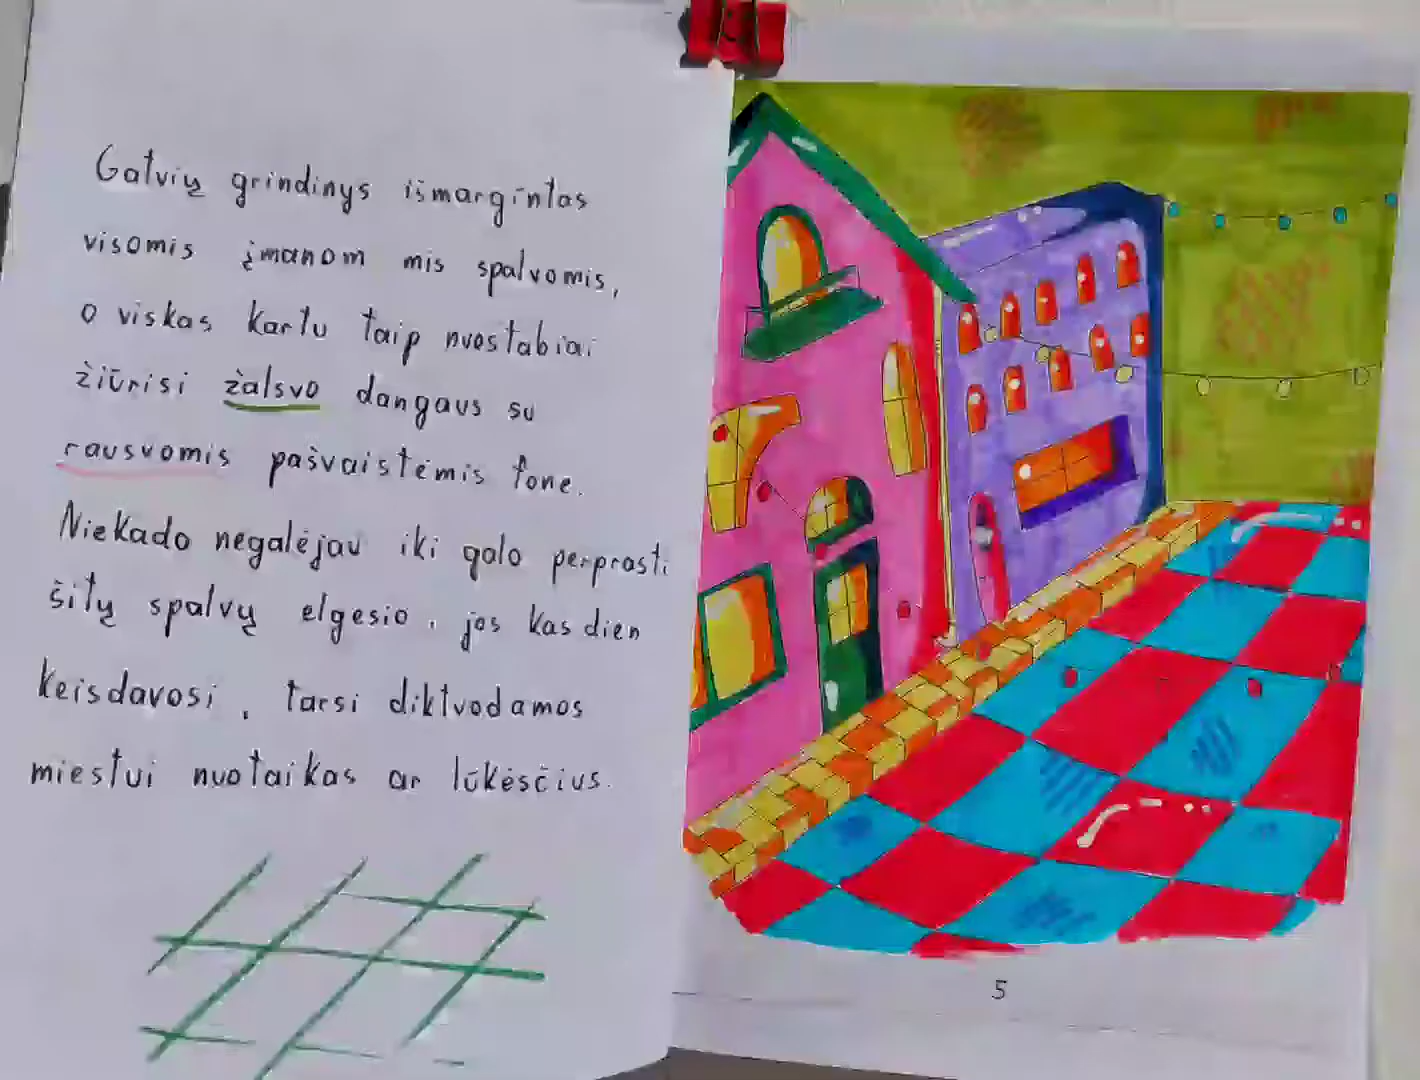 Gatvių grindinys išmargintas
visomis įmanom mis spalvomis,
o viskas kartu taip nuostabiai
žiūrisi žalsvo dangaus su
rausvomis pašvaistėmis fone.
Niekado negalėjau iki galo perprasti
šitų spalvų elgesio, jos kasdien
keisdavosi, tarsi diktuodamos
miestui nuotaikas ar lūkesčius.
5